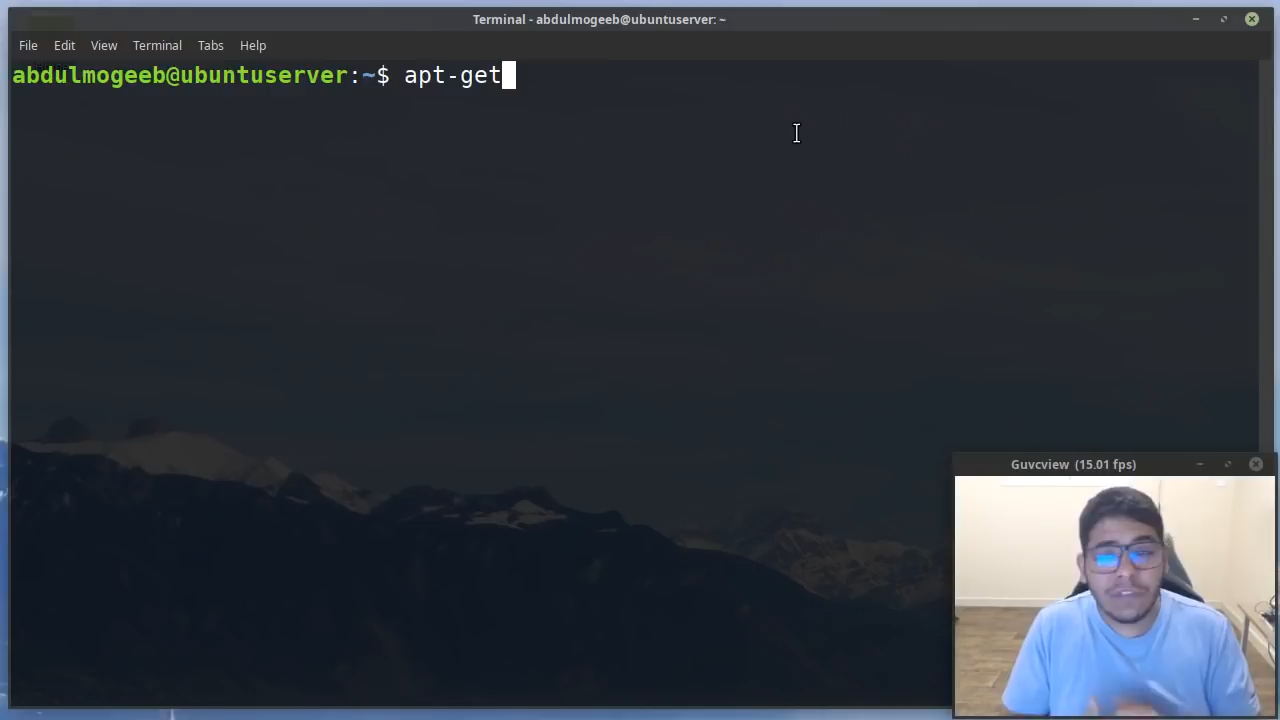 Terminal - abdulmogeeb@ubuntuserver: ~
File Edit View Terminal Tabs Help
abdulmogeeb@ubuntuserver:~$ apt-get
Guvcview (15.01 fps)